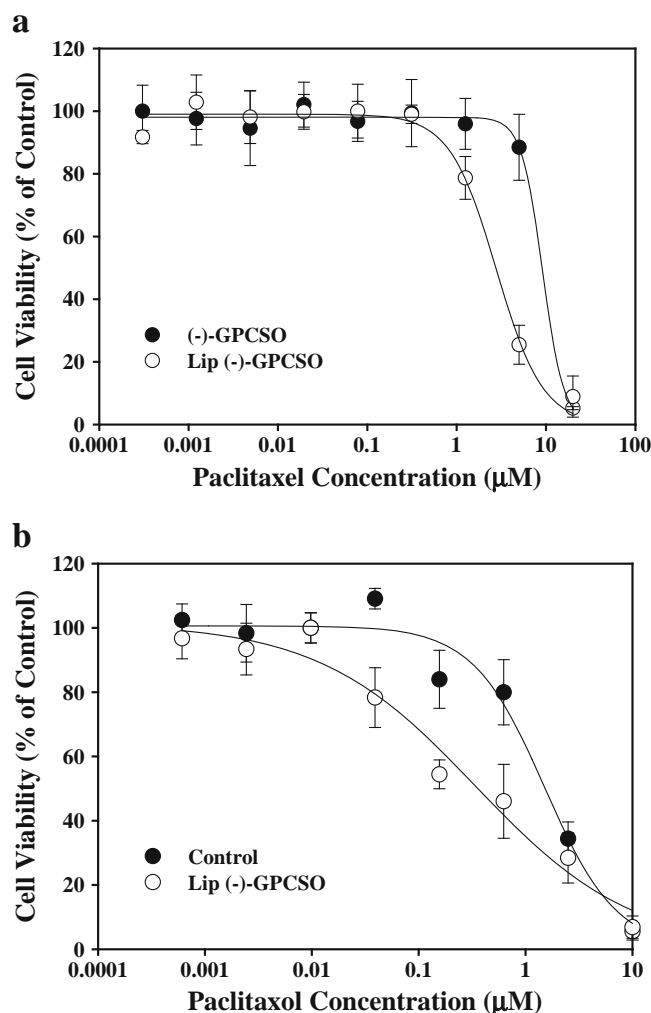 a
120
100
80
60
40
20
0
Cell Viability (% of Control)
(-)-GPCSO
Lip (-)-GPCSO
0.0001 0.001 0.01 0.1 1 10 100
Paclitaxel Concentration (μM)
b
120
100
80
60
40
20
0
Cell Viability (% of Control)
Control
Lip (-)-GPCSO
0.0001 0.01 0.1 1 10
Paclitaxol Concentration (μM)